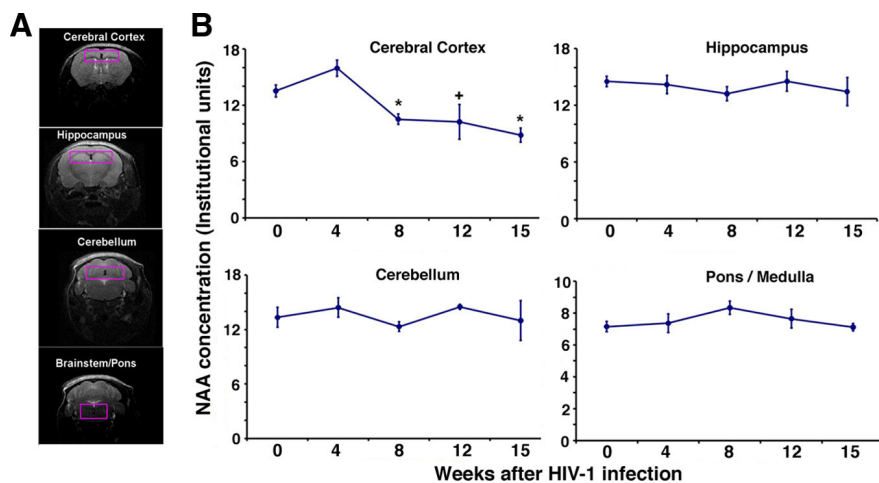 A
Cerebral Cortex
Hippocampus
Cerebellum
Brainstem/Pons
B
NAA concentration (Institutional units)
Cerebral Cortex
18
12
6
0
*
+
*
0 4 8 12 15
Hippocampus
18
12
6
0
0 4 8 12 15
Cerebellum
18
12
6
0
0 4 8 12 15
Pons / Medulla
10
8
6
4
2
0
0 4 8 12 15
Weeks after HIV-1 infection